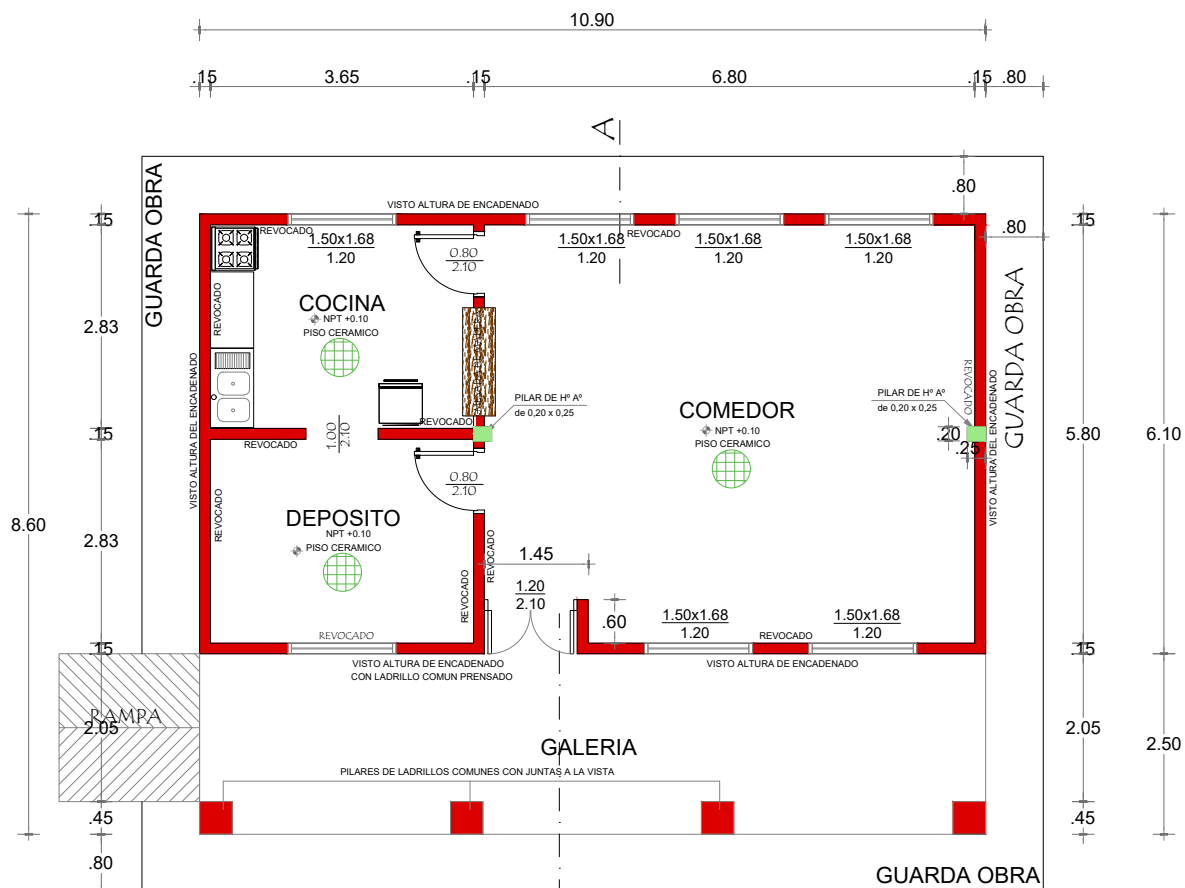 10.90
.15
3.65
.15
6.80
.15
.80
A
GUARDA OBRA
VISTO ALTURA DE ENCADENADO
.80
.15
.15
REVOCADO
REVOCADO
.80
1.50x1.68
1.20
0.80
2.10
1.50x1.68
1.20
1.50x1.68
1.20
1.50x1.68
1.20
GUARDA OBRA
REVOCADO
COCINA
NPT +0.10
PISO CERAMICO
2.83
VISTO ALTURA DEL ENCADENADO
REVOCADO
PILAR DE Hº Aº
de 0,20 x 0,25
COMEDOR
NPT +0.10
PISO CERAMICO
PILAR DE Hº Aº
de 0,20 x 0,25
REVOCADO
VISTO ALTURA DEL ENCADENADO
.20
.25
.15
REVOCADO
1.00
2.10
5.80
6.10
0.80
2.10
8.60
2.83
REVOCADO
DEPOSITO
NPT +0.10
PISO CERAMICO
REVOCADO
REVOCADO
1.45
1.20
2.10
.60
1.50x1.68
1.20
REVOCADO
1.50x1.68
1.20
REVOCADO
.15
.15
VISTO ALTURA DE ENCADENADO
CON LADRILLO COMUN PRENSADO
VISTO ALTURA DE ENCADENADO
RAMPA
2.05
2.05
2.50
GALERIA
PILARES DE LADRILLOS COMUNES CON JUNTAS A LA VISTA
.45
.45
.80
GUARDA OBRA